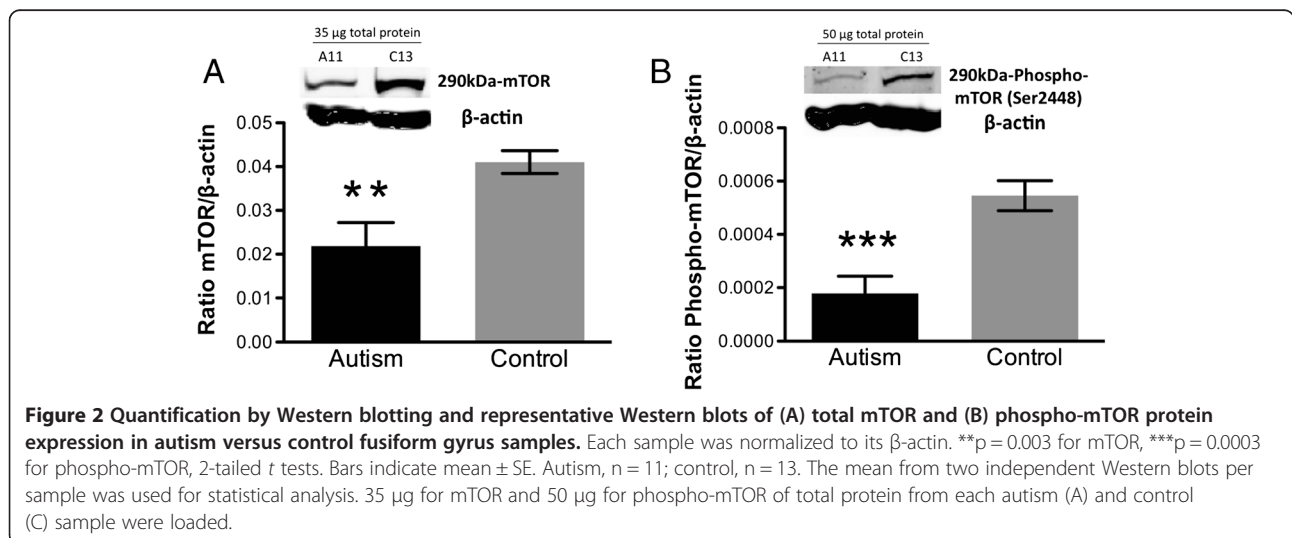 35 µg total protein
A11 C13
A
290kDa-mTOR
β-actin
Ratio mTOR/β-actin
0.05
0.04
0.03
0.02
0.01
0.00
**
Autism Control
50 µg total protein
A11 C13
B
290kDa-Phospho-
mTOR (Ser2448)
β-actin
Ratio Phospho-mTOR/β-actin
0.0008
0.0006
0.0004
0.0002
0.0000
***
Autism Control
Figure 2 Quantification by Western blotting and representative Western blots of (A) total mTOR and (B) phospho-mTOR protein
expression in autism versus control fusiform gyrus samples. Each sample was normalized to its β-actin. **p = 0.003 for mTOR, ***p = 0.0003
for phospho-mTOR, 2-tailed t tests. Bars indicate mean ± SE. Autism, n = 11; control, n = 13. The mean from two independent Western blots per
sample was used for statistical analysis. 35 µg for mTOR and 50 µg for phospho-mTOR of total protein from each autism (A) and control
(C) sample were loaded.